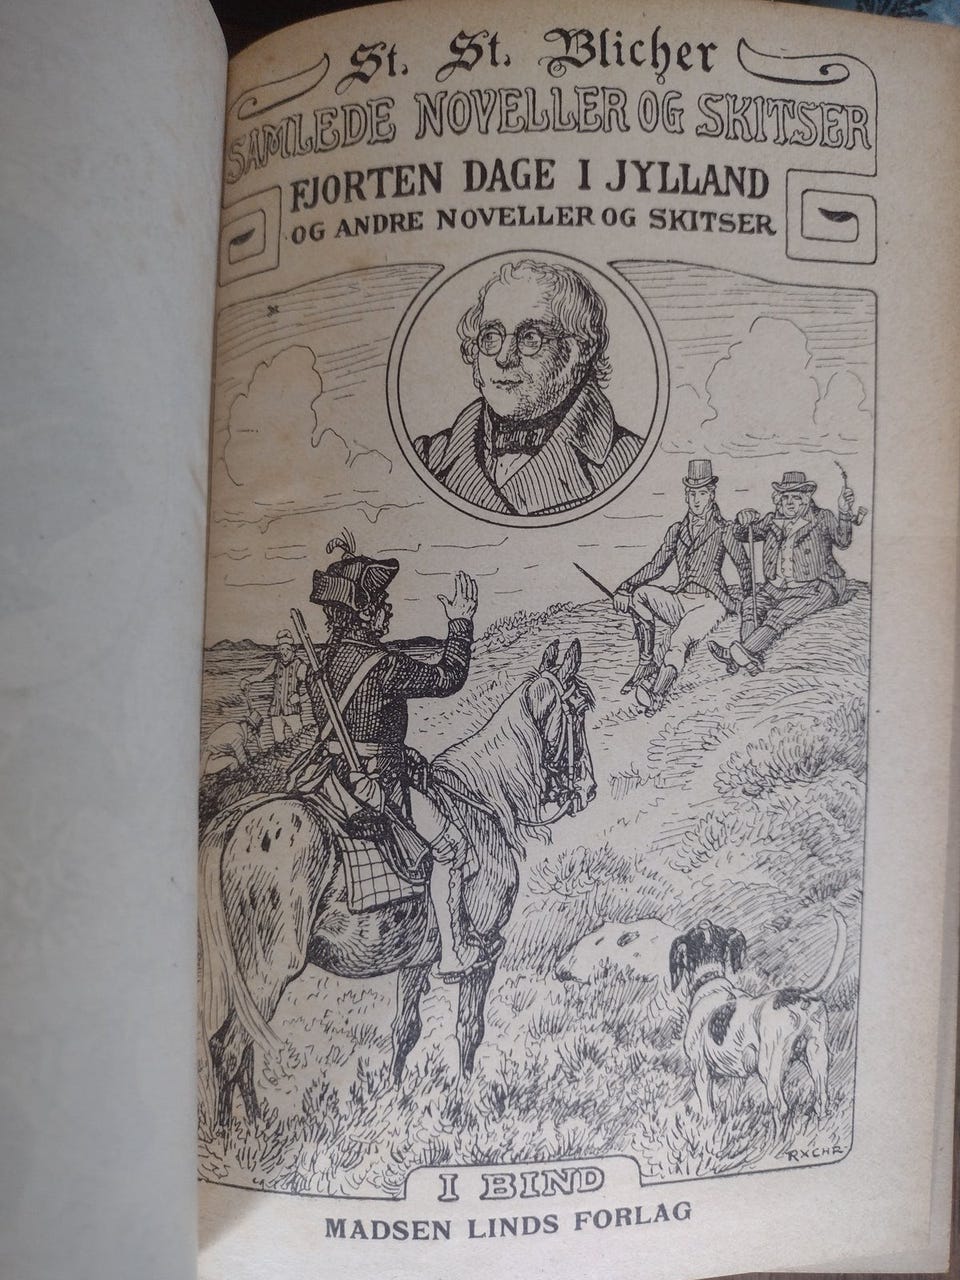 St. St. Blicher
SAMLEDE NOVELLER OG SKITSER
FJORTEN DAGE I JYLLAND
OG ANDRE NOVELLER OG SKITSER
RXCHR
I BIND
MADSEN LINDS FORLAG